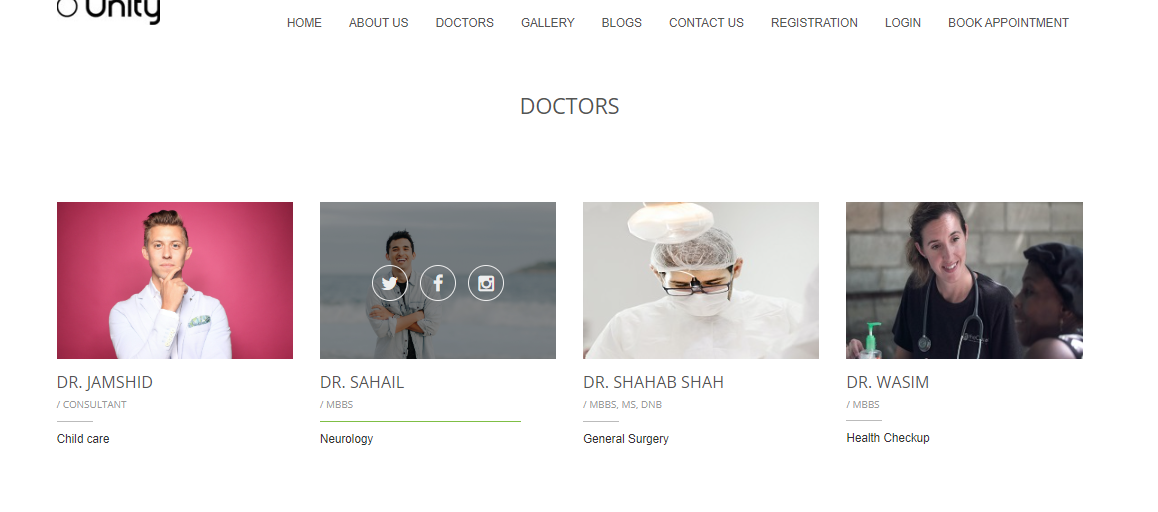 Unity
HOME ABOUT US DOCTORS GALLERY BLOGS CONTACT US REGISTRATION LOGIN BOOK APPOINTMENT
DOCTORS
DR. JAMSHID
/ CONSULTANT
Child care
DR. SAHAIL
/ MBBS
Neurology
DR. SHAHAB SHAH
/ MBBS, MS, DNB
General Surgery
DR. WASIM
/ MBBS
Health Checkup